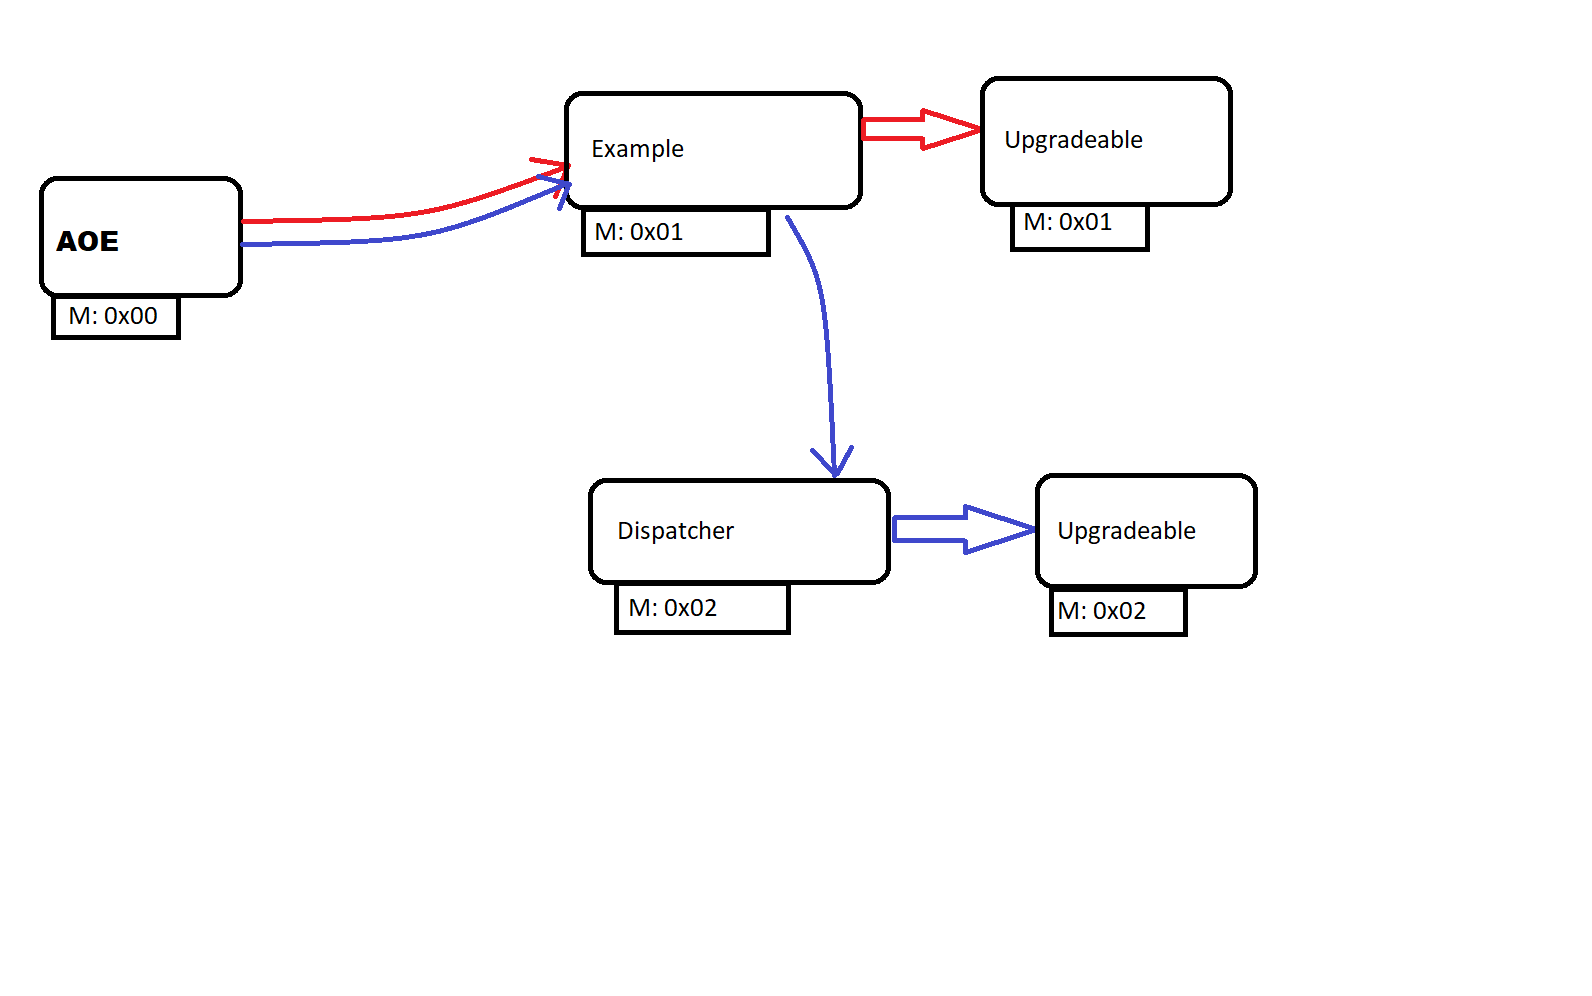 AOE
M: 0x00
Example
M: 0x01
Upgradeable
M: 0x01
Dispatcher
M: 0x02
Upgradeable
M: 0x02